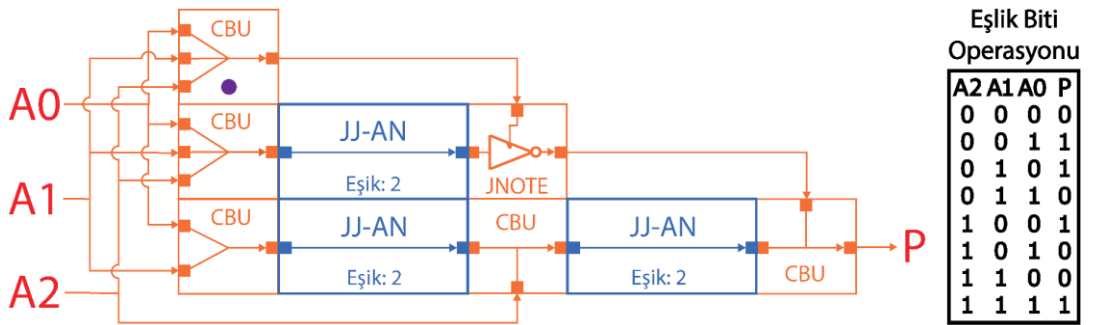 CBU
A0
CBU
JJ-AN
Eşik: 2
JNOTE
A1
CBU
JJ-AN
Eşik: 2
CBU
JJ-AN
Eşik: 2
CBU
P
A2
Eşlik Biti
Operasyonu
A2 A1 A0 P
0 0 0 0
0 0 1 1
0 1 0 1
0 1 1 0
1 0 0 1
1 0 1 0
1 1 0 0
1 1 1 1